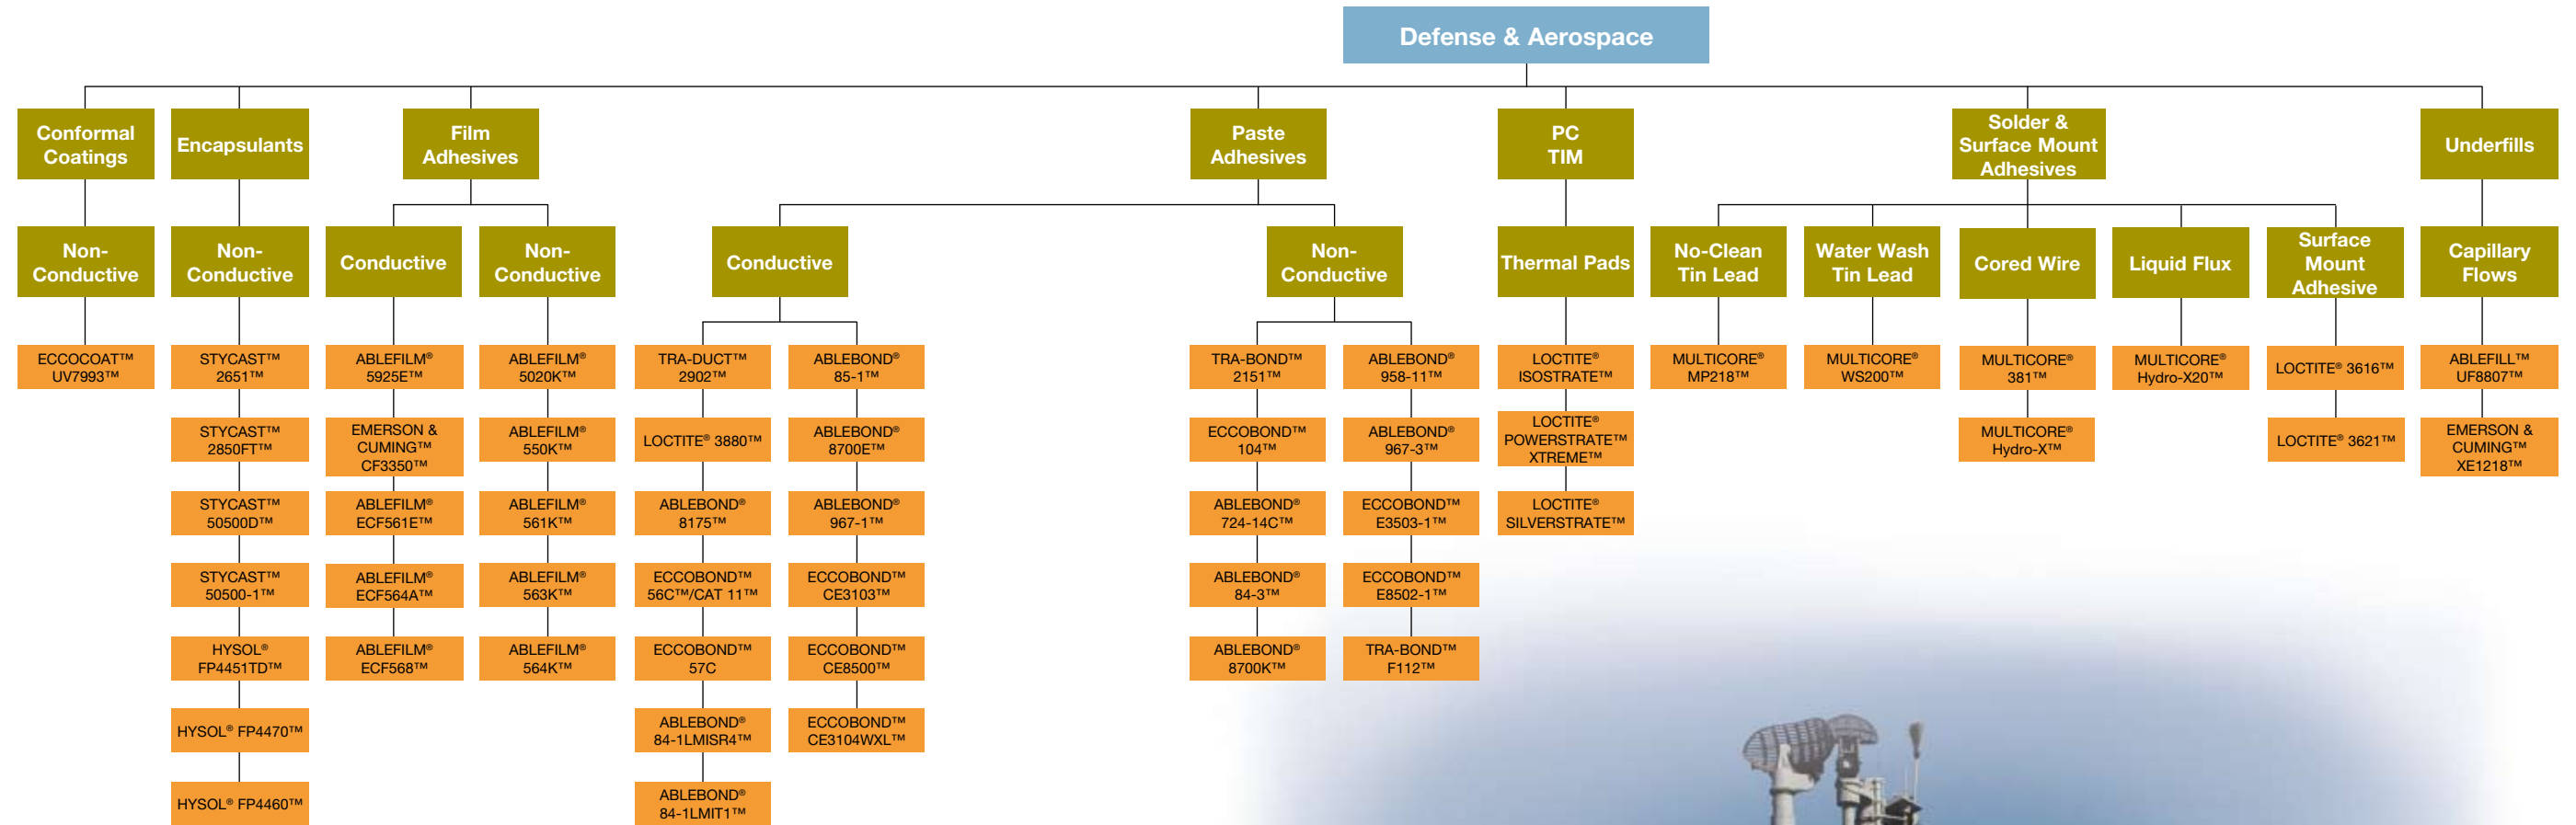 Defense & Aerospace
Conformal
Coatings
Encapsulants
Film
Adhesives
Paste
Adhesives
PC
TIM
Solder &
Surface Mount
Adhesives
Underfills
Non-
Conductive
Non-
Conductive
Conductive
Non-
Conductive
Conductive
Non-
Conductive
Thermal Pads
No-Clean
Tin Lead
Water Wash
Tin Lead
Cored Wire
Liquid Flux
Surface
Mount
Adhesive
Capillary
Flows
ECCOCOAT™
UV7993™
STYCAST™
2651™
STYCAST™
2850FT™
STYCAST™
50500D™
STYCAST™
50500-1™
HYSOL®
FP4451TD™
HYSOL® FP4470™
HYSOL® FP4460™
ABLEFILM®
5925E™
EMERSON &
CUMING™
CF3350™
ABLEFILM®
ECF561E™
ABLEFILM®
ECF564A™
ABLEFILM®
ECF568™
ABLEFILM®
5020K™
ABLEFILM®
550K™
ABLEFILM®
561K™
ABLEFILM®
563K™
ABLEFILM®
564K™
TRA-DUCT™
2902™
LOCTITE® 3880™
ABLEBOND®
8175™
ECCOBOND™
56C™/CAT 11™
ECCOBOND™
57C
ABLEBOND®
84-1LMISR4™
ABLEBOND®
84-1LMIT1™
ABLEBOND®
85-1™
ABLEBOND®
8700E™
ABLEBOND®
967-1™
ECCOBOND™
CE3103™
ECCOBOND™
CE8500™
ECCOBOND™
CE3104WXL™
TRA-BOND™
2151™
ECCOBOND™
104™
ABLEBOND®
724-14C™
ABLEBOND®
84-3™
ABLEBOND®
8700K™
ABLEBOND®
958-11™
ABLEBOND®
967-3™
ECCOBOND™
E3503-1™
ECCOBOND™
E8502-1™
TRA-BOND™
F112™
LOCTITE®
ISOSTRATE™
LOCTITE®
POWERSTRATE™
XTREME™
LOCTITE®
SILVERSTRATE™
MULTICORE®
MP218™
MULTICORE®
WS200™
MULTICORE®
381™
MULTICORE®
Hydro-X™
MULTICORE®
Hydro-X20™
LOCTITE® 3616™
LOCTITE® 3621™
ABLEFILL™
UF8807™
EMERSON &
CUMING™
XE1218™